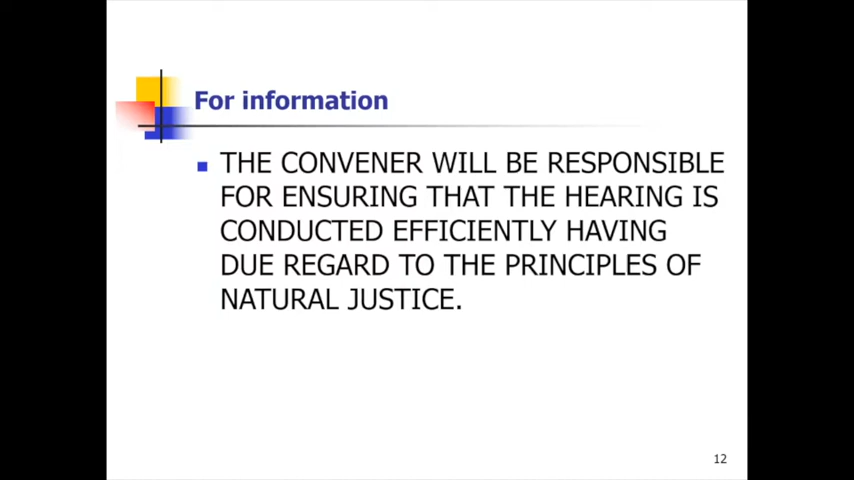 For information
THE CONVENER WILL BE RESPONSIBLE
FOR ENSURING THAT THE HEARING IS
CONDUCTED EFFICIENTLY HAVING
DUE REGARD TO THE PRINCIPLES OF
NATURAL JUSTICE.
12